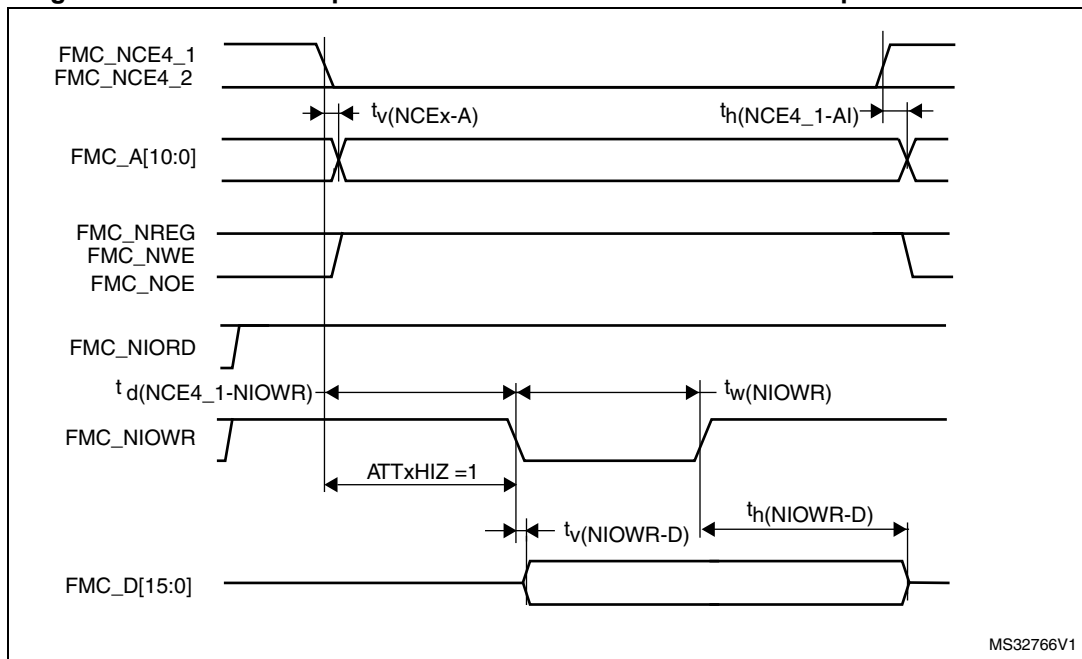 FMC_NCE4_1
FMC_NCE4_2
tv(NCEx-A)
th(NCE4_1-AI)
FMC_A[10:0]
FMC_NREG
FMC_NWE
FMC_NOE
FMC_NIORD
td(NCE4_1-NIOWR)
tw(NIOWR)
FMC_NIOWR
ATTxHIZ =1
th(NIOWR-D)
tv(NIOWR-D)
FMC_D[15:0]
MS32766V1